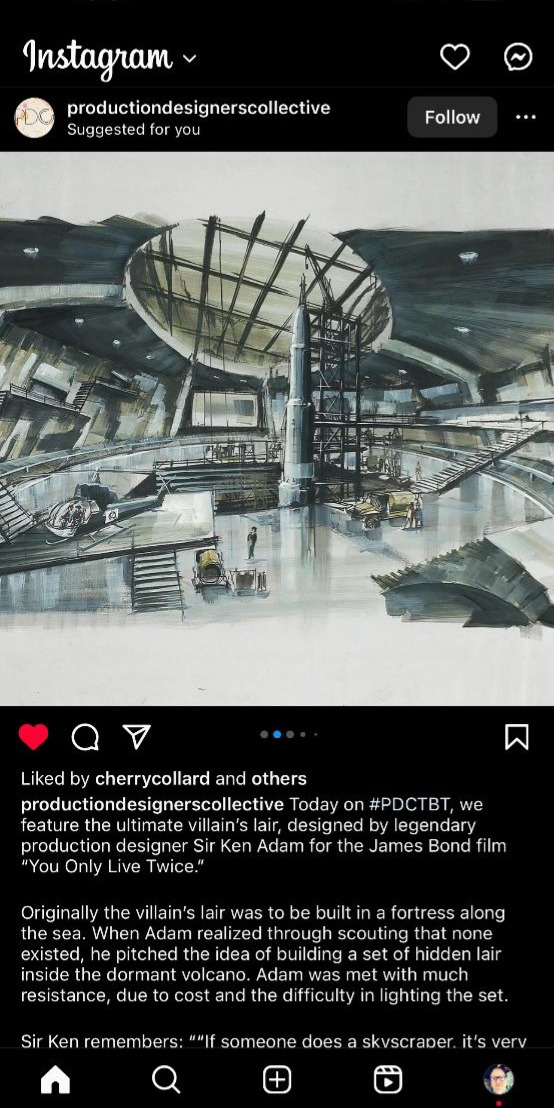 Instagram
PDC
productiondesignerscollective
Suggested for you
Follow
Liked by cherrycollard and others
productiondesignerscollective Today on #PDCTBT, we
feature the ultimate villain’s lair, designed by legendary
production designer Sir Ken Adam for the James Bond film
“You Only Live Twice.”
Originally the villain’s lair was to be built in a fortress along
the sea. When Adam realized through scouting that none
existed, he pitched the idea of building a set of hidden lair
inside the dormant volcano. Adam was met with much
resistance, due to cost and the difficulty in lighting the set.
Sir Ken remembers: ““If someone does a skyscraper, it’s very